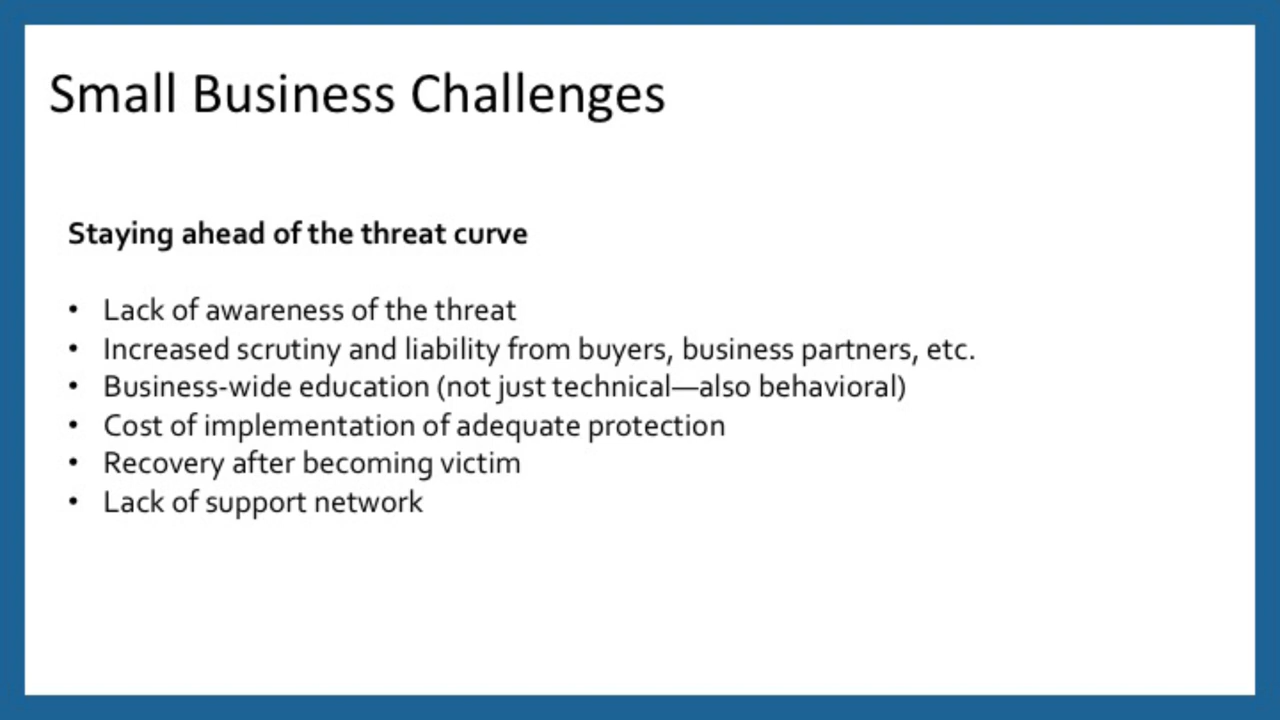 Small Business Challenges
Staying ahead of the threat curve
• Lack of awareness of the threat
• Increased scrutiny and liability from buyers, business partners, etc.
• Business-wide education (not just technical—also behavioral)
• Cost of implementation of adequate protection
• Recovery after becoming victim
• Lack of support network